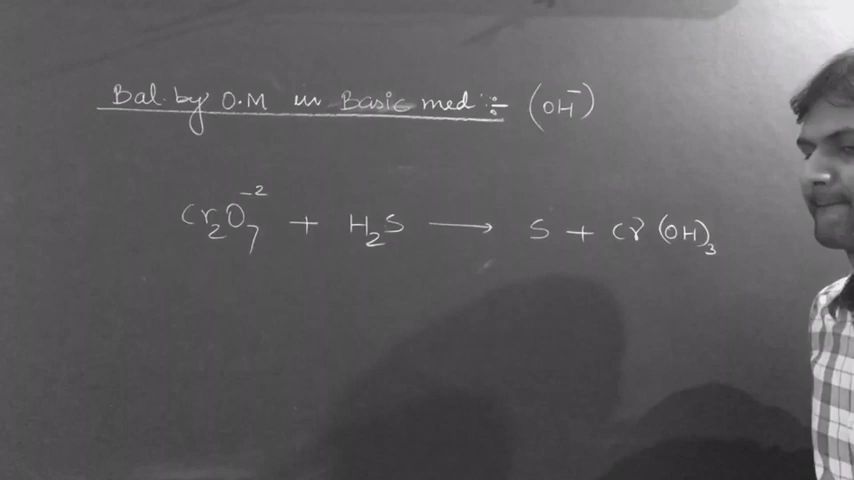 Bal. by O.M in Basic med :- (OH⁻)
Cr₂O₇⁻² + H₂S ⟶ S + Cr (OH)₃